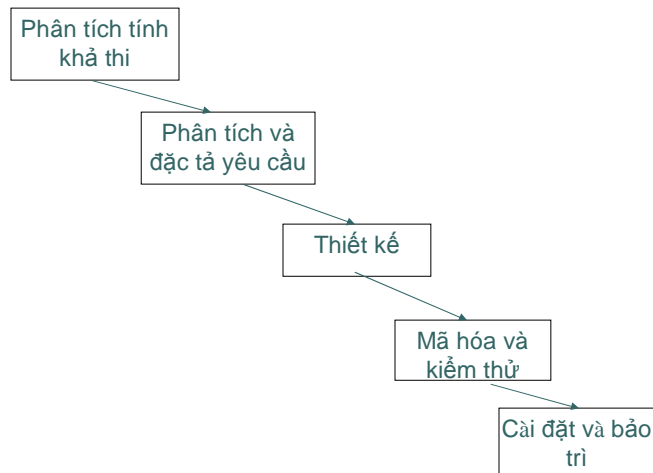 Phân tích tính
khả thi
Phân tích và
đặc tả yêu cầu
Thiết kế
Mã hóa và
kiểm thử
Cài đặt và bảo
trì